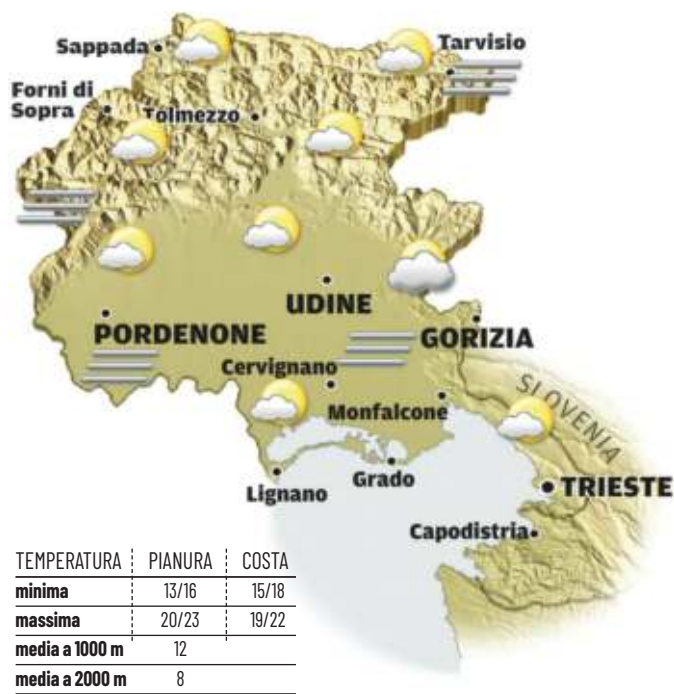 Sappada
Tarvisio
Forni di
Sopra
Tolmezzo
UDINE
PORDENONE
GORIZIA
Cervignano
Monfalcone
SLOVENIA
Lignano
Grado
TRIESTE
Capodistria
TEMPERATURA PIANURA COSTA
minima 13/16 15/18
massima 20/23 19/22
media a 1000 m 12
media a 2000 m 8